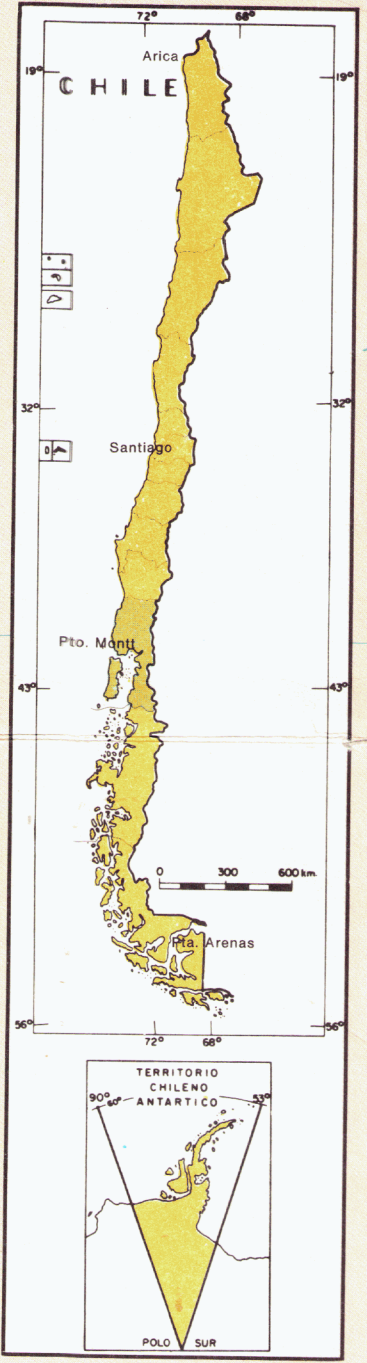 72° 68°
Arica
19° 19°
CHILE
32° 32°
Santiago
Pto. Montt
43° 43°
0 300 600 km.
Pta. Arenas
56° 56°
72° 68°
TERRITORIO
CHILENO
ANTARTICO
90° 60° 53°
POLO SUR